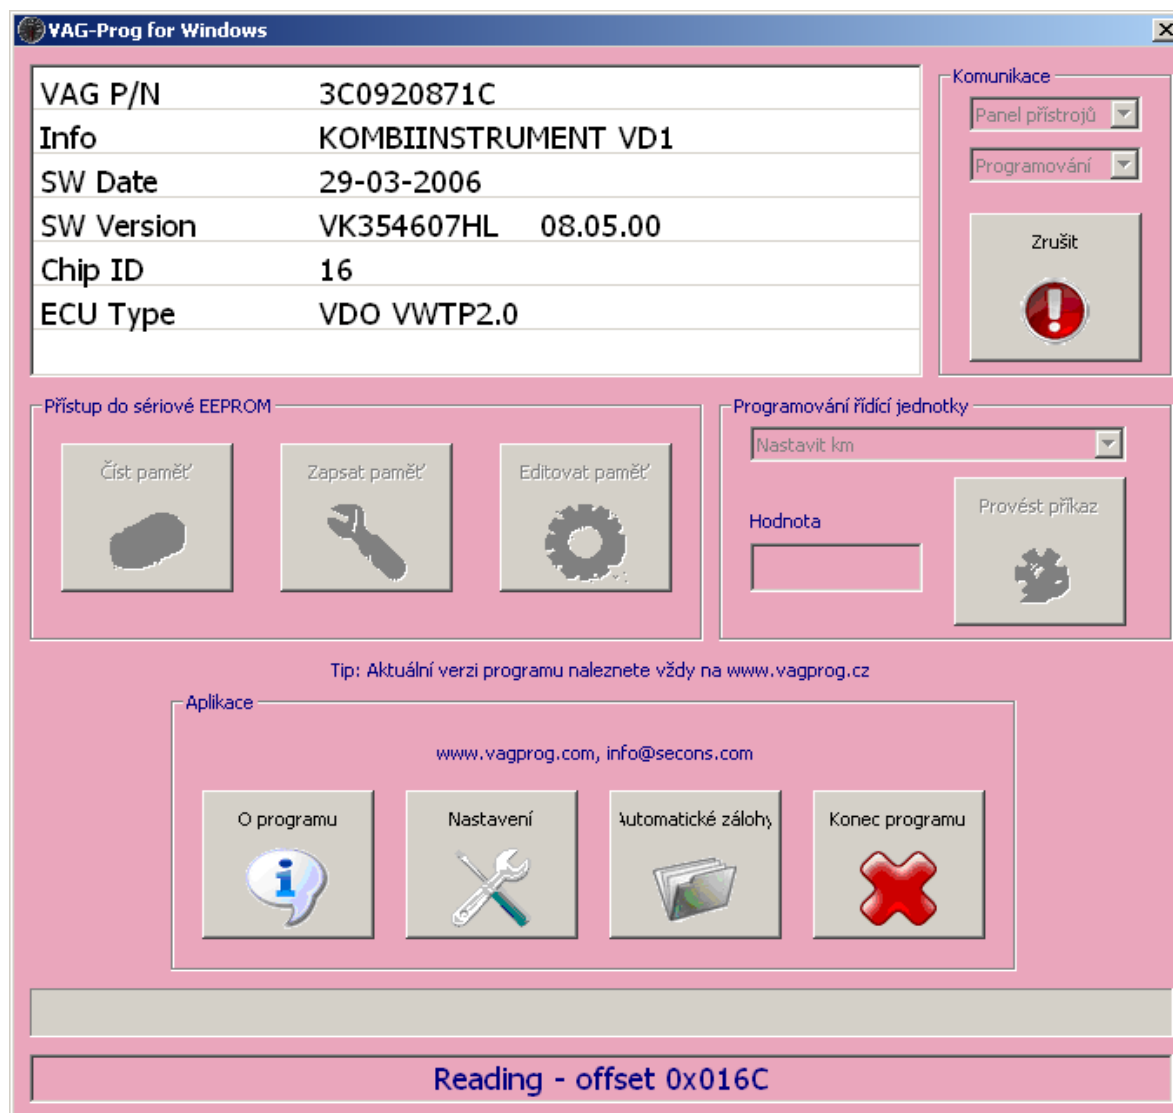 VAG-Prog for Windows
VAG P/N 3C0920871C
Info KOMBIINSTRUMENT VD1
SW Date 29-03-2006
SW Version VK354607HL 08.05.00
Chip ID 16
ECU Type VDO VWTP2.0
Komunikace
Panel přístrojů
Programování
Zrušit
Přístup do sériové EEPROM
Číst paměť
Zapsat paměť
Editovat paměť
Programování řídící jednotky
Nastavit km
Hodnota
Provést příkaz
Tip: Aktuální verzi programu naleznete vždy na www.vagprog.cz
Aplikace
www.vagprog.com, info@secons.com
O programu
Nastavení
Automatické zálohy
Konec programu
Reading - offset 0x016C